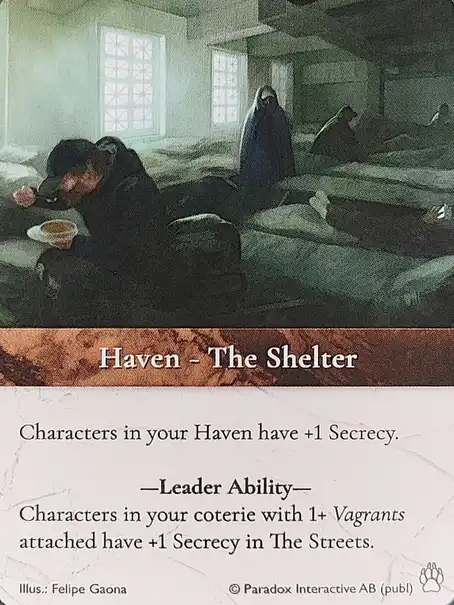 Haven - The Shelter
Characters in your Haven have +1 Secrecy.
—Leader Ability—
Characters in your coterie with 1+ Vagrants
attached have +1 Secrecy in The Streets.
Illus.: Felipe Gaona
© Paradox Interactive AB (publ)